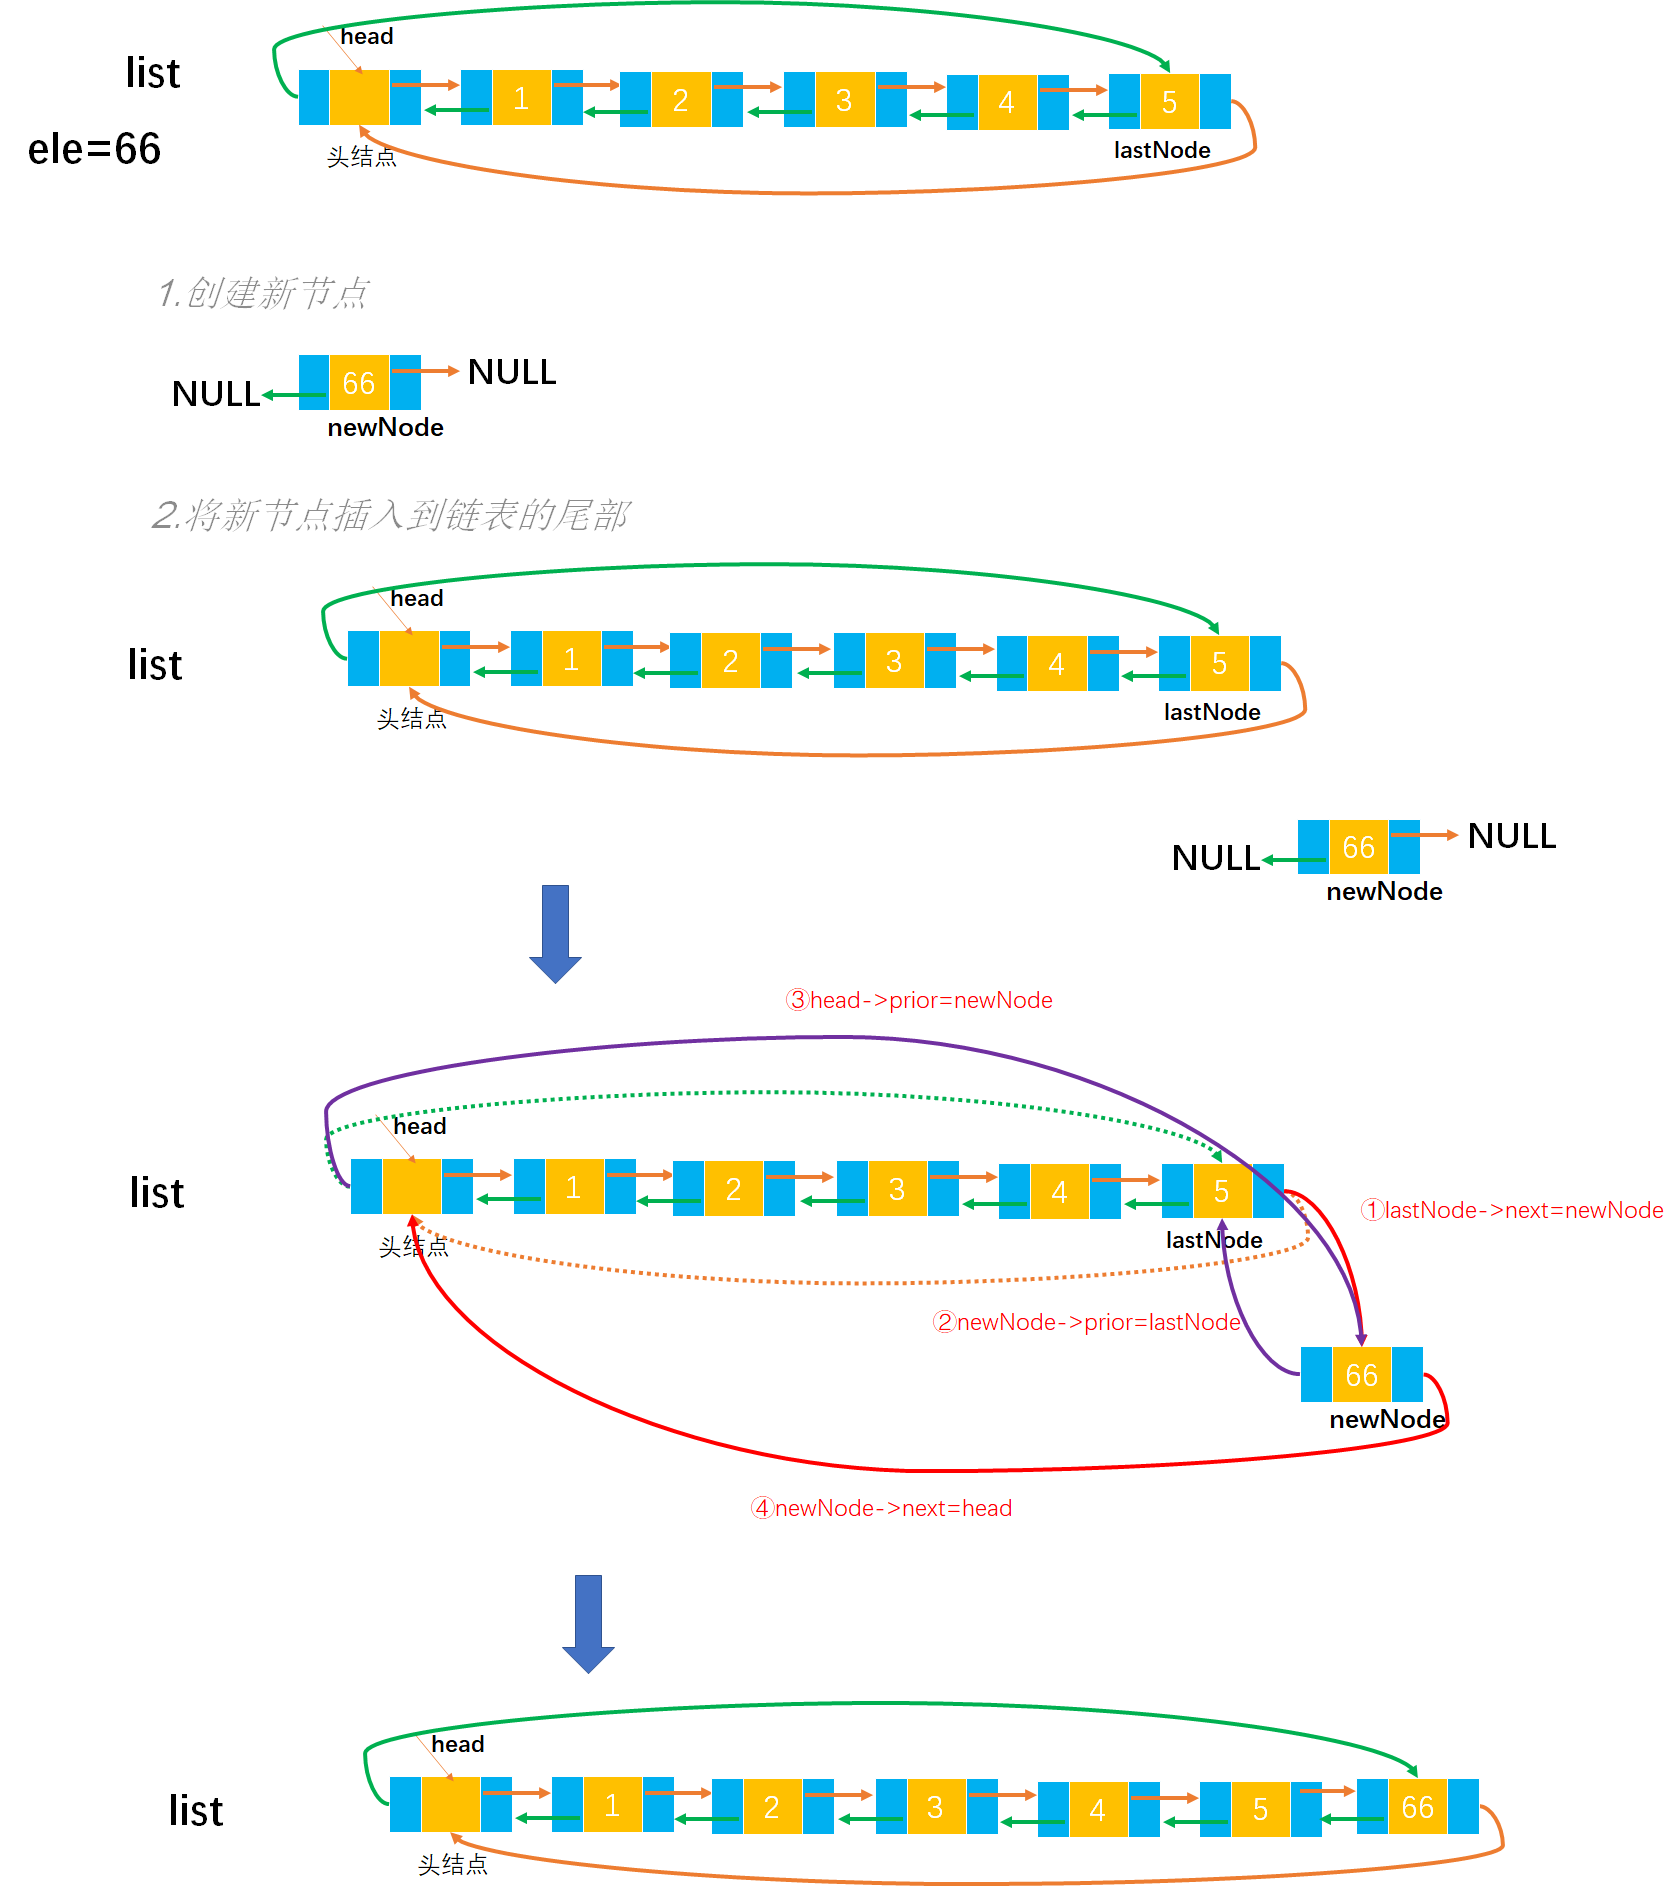 head
list
1
2
3
4
5
ele=66
头结点
lastNode
1.创建新节点
NULL
66
NULL
newNode
2.将新节点插入到链表的尾部
head
list
1
2
3
4
5
头结点
lastNode
NULL
66
NULL
newNode
③head->prior=newNode
head
list
1
2
3
4
5
①lastNode->next=newNode
头结点
lastNode
②newNode->prior=lastNode
66
newNode
④newNode->next=head
head
list
1
2
3
4
5
66
头结点